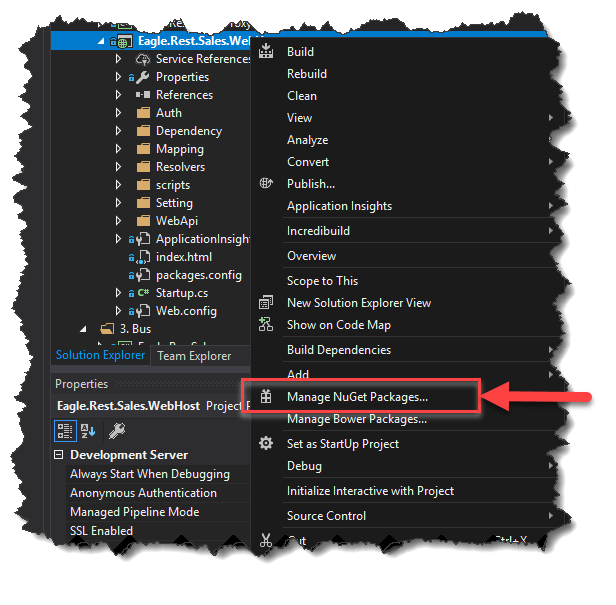 Eagle.Rest.Sales.Web
Service References
Properties
References
Auth
Dependency
Mapping
Resolvers
scripts
Setting
WebApi
ApplicationInsight
index.html
packages.config
C# Startup.cs
Web.config
3. Bus
Solution Explorer Team Explorer
Properties
Eagle.Rest.Sales.WebHost Project
Development Server
Always Start When Debugging
Anonymous Authentication
Managed Pipeline Mode
SSL Enabled
Build
Rebuild
Clean
View
Analyze
Convert
Publish...
Application Insights
Incredibuild
Overview
Scope to This
New Solution Explorer View
Show on Code Map
Build Dependencies
Add
Manage NuGet Packages...
Manage Bower Packages...
Set as StartUp Project
Debug
Initialize Interactive with Project
Source Control
Cut Ctrl+X